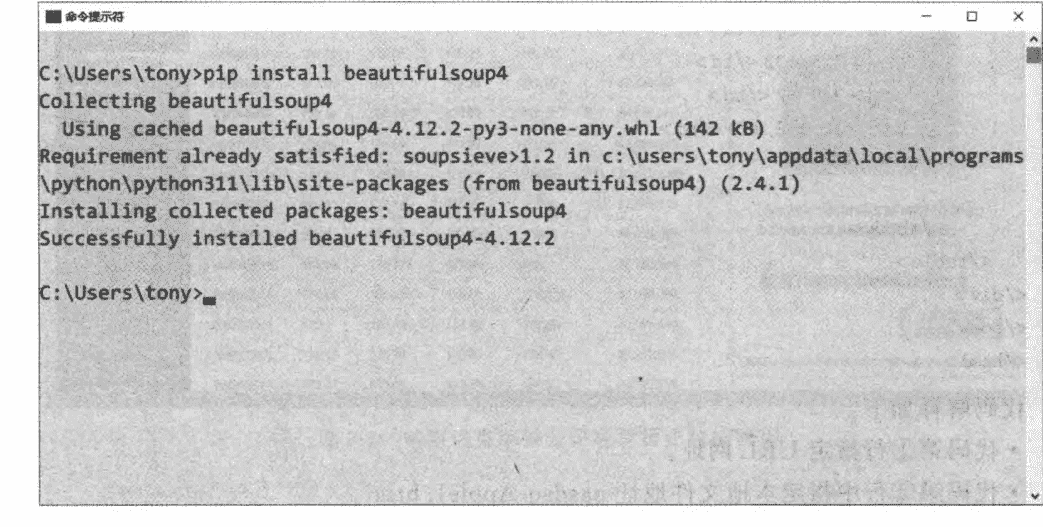 命令提示符
C:\Users\tony>pip install beautifulsoup4
Collecting beautifulsoup4
  Using cached beautifulsoup4-4.12.2-py3-none-any.whl (142 kB)
Requirement already satisfied: soupsieve>1.2 in c:\users\tony\appdata\local\programs
\python\python311\lib\site-packages (from beautifulsoup4) (2.4.1)
Installing collected packages: beautifulsoup4
Successfully installed beautifulsoup4-4.12.2
C:\Users\tony>